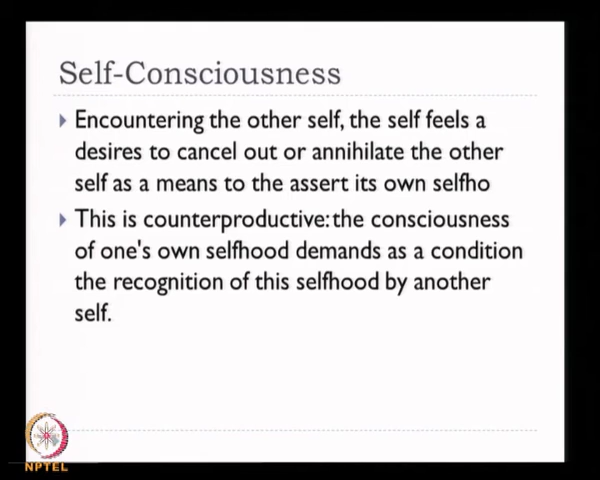 Self-Consciousness
Encountering the other self, the self feels a
desires to cancel out or annihilate the other
self as a means to the assert its own selfho
This is counterproductive: the consciousness
of one's own selfhood demands as a condition
the recognition of this selfhood by another
self.
NPTEL